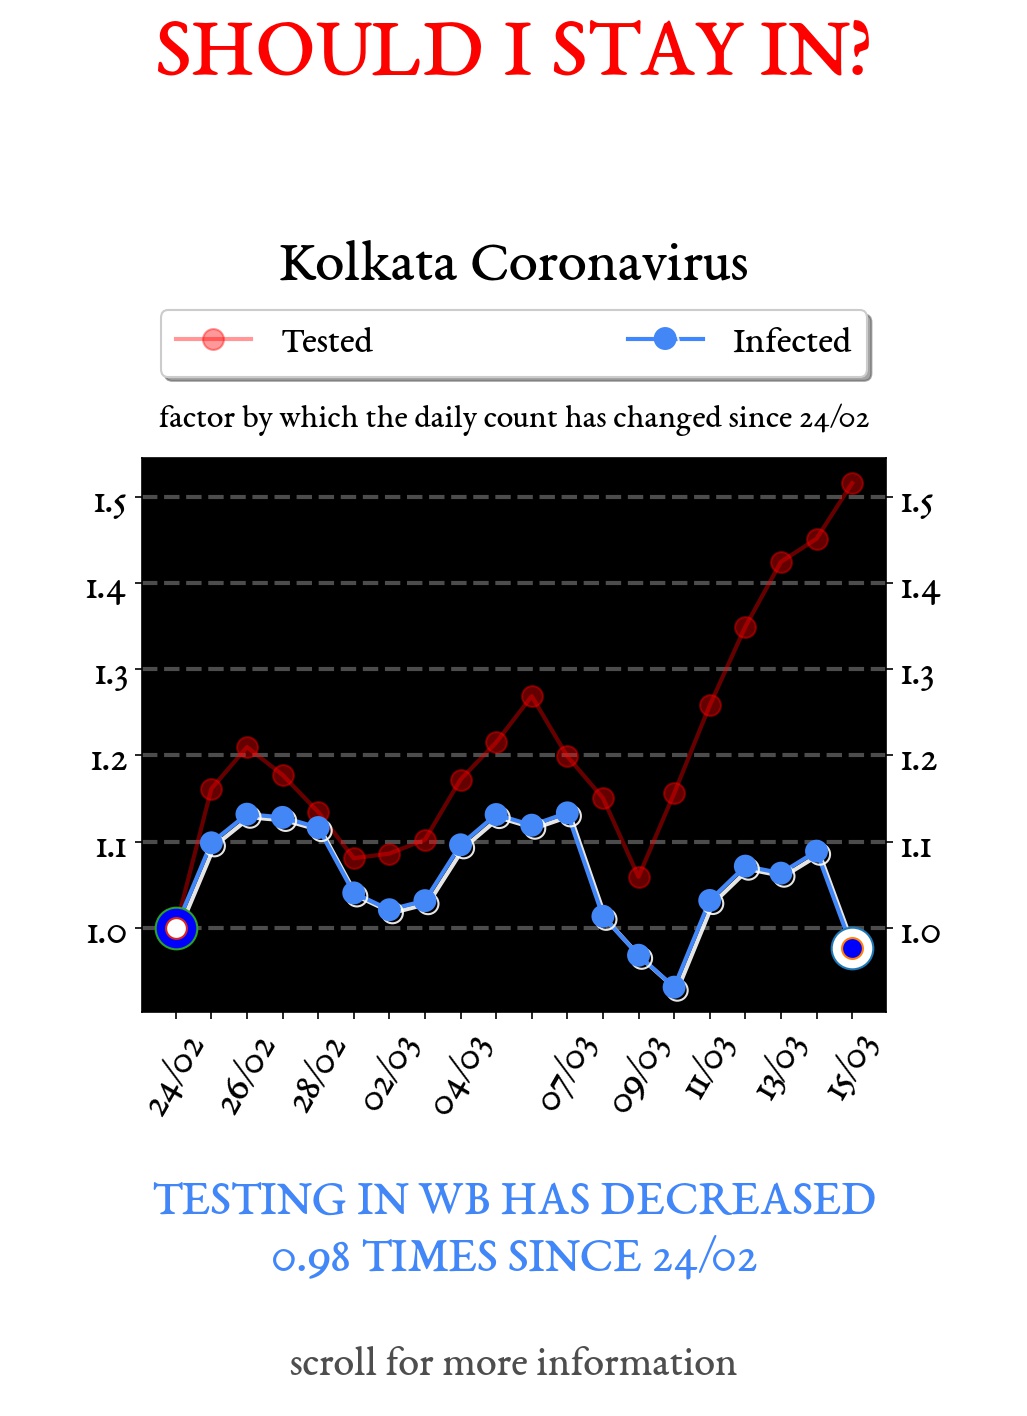 SHOULD I STAY IN?
Kolkata Coronavirus
Tested Infected
factor by which the daily count has changed since 24/02
1.5 1.5
1.4 1.4
1.3 1.3
1.2 1.2
1.1 1.1
1.0 1.0
24/02 26/02 28/02 02/03 04/03 07/03 09/03 11/03 13/03 15/03
TESTING IN WB HAS DECREASED
0.98 TIMES SINCE 24/02
scroll for more information